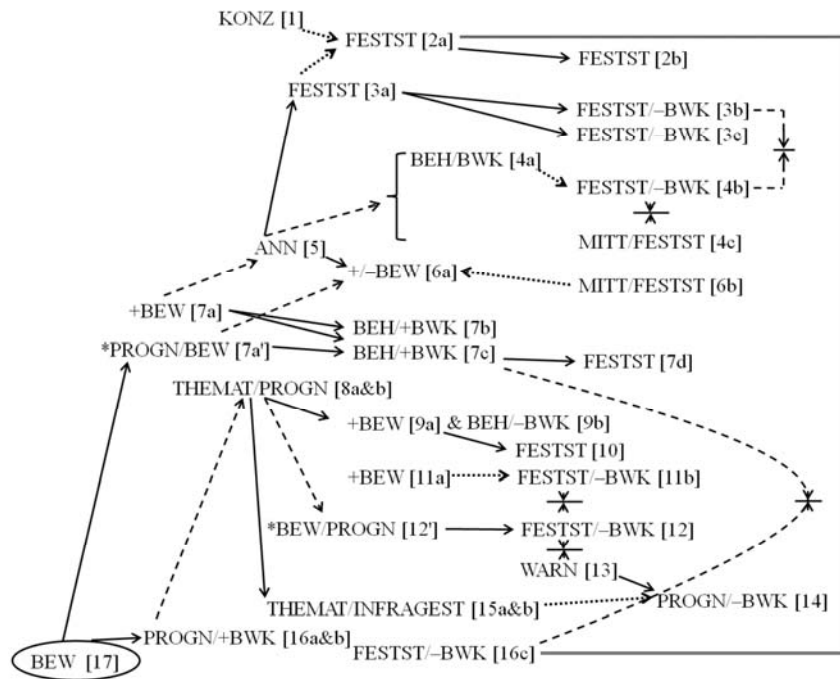 KONZ [1]
FESTST [2a]
FESTST [2b]
FESTST [3a]
FESTST/–BWK [3b]
FESTST/–BWK [3c]
BEH/BWK [4a]
FESTST/–BWK [4b]
MITT/FESTST [4c]
ANN [5]
+/–BEW [6a]
MITT/FESTST [6b]
+BEW [7a]
BEH/+BWK [7b]
*PROGN/BEW [7a']
BEH/+BWK [7c]
FESTST [7d]
THEMAT/PROGN [8a&b]
+BEW [9a] & BEH/–BWK [9b]
FESTST [10]
+BEW [11a]
FESTST/–BWK [11b]
*BEW/PROGN [12']
FESTST/–BWK [12]
WARN [13]
PROGN/–BWK [14]
THEMAT/INFRAGEST [15a&b]
PROGN/+BWK [16a&b]
FESTST/–BWK [16c]
BEW [17]